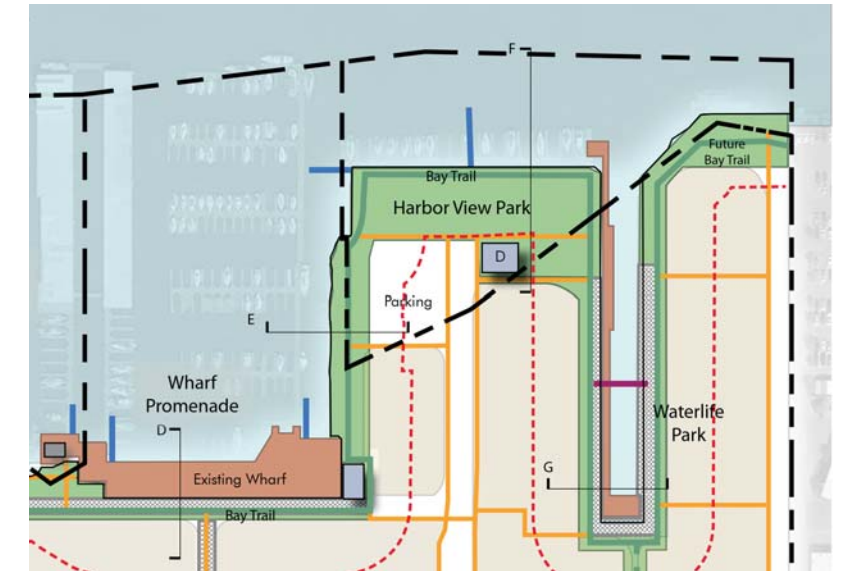 F
Future
Bay Trail
Bay Trail
Harbor View Park
D
Parking
E
Wharf
Promenade
D
Waterlife
Park
G
Existing Wharf
Bay Trail